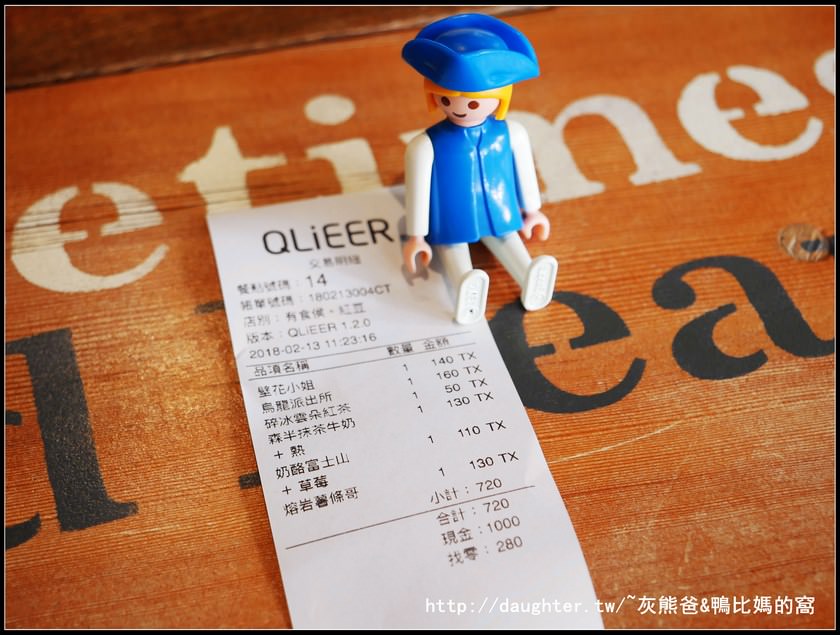 etimes
d
ea
QLiEER
交易明細
餐點號碼：14
帳單號碼：180213004CT
店別：有食候。紅豆
版本：QLiEER 1.2.0
2018-02-13 11:23:16
品項名稱 數量 金額
壁花小姐 1 140 TX
烏龍派出所 1 160 TX
碎冰雲朵紅茶 1 50 TX
森半抹茶牛奶 1 130 TX
+ 熱
奶酪富士山 1 110 TX
+ 草莓
熔岩薯條哥 1 130 TX
小計：720
合計：720
現金：1000
找零：280
http://daughter.tw/~灰熊爸&鴨比媽的窩